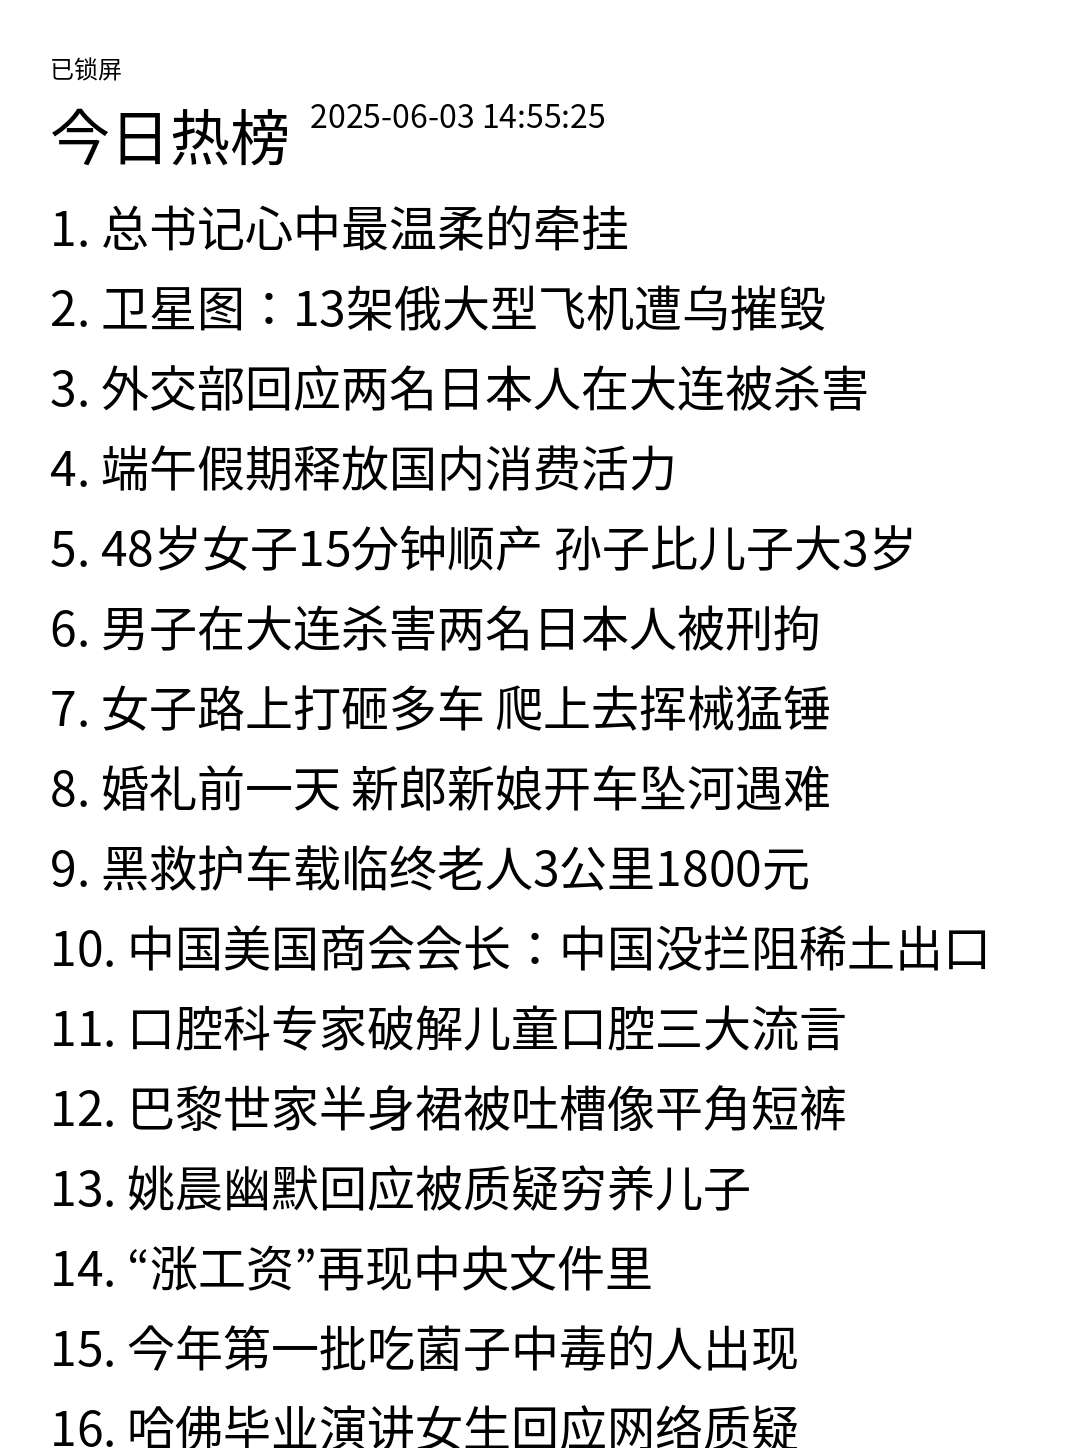 已锁屏
今日热榜 2025-06-03 14:55:25
1. 总书记心中最温柔的牵挂
2. 卫星图：13架俄大型飞机遭乌摧毁
3. 外交部回应两名日本人在大连被杀害
4. 端午假期释放国内消费活力
5. 48岁女子15分钟顺产 孙子比儿子大3岁
6. 男子在大连杀害两名日本人被刑拘
7. 女子路上打砸多车 爬上去挥械猛锤
8. 婚礼前一天 新郎新娘开车坠河遇难
9. 黑救护车载临终老人3公里1800元
10. 中国美国商会会长：中国没拦阻稀土出口
11. 口腔科专家破解儿童口腔三大流言
12. 巴黎世家半身裙被吐槽像平角短裤
13. 姚晨幽默回应被质疑穷养儿子
14. “涨工资”再现中央文件里
15. 今年第一批吃菌子中毒的人出现
16. 哈佛毕业演讲女生回应网络质疑